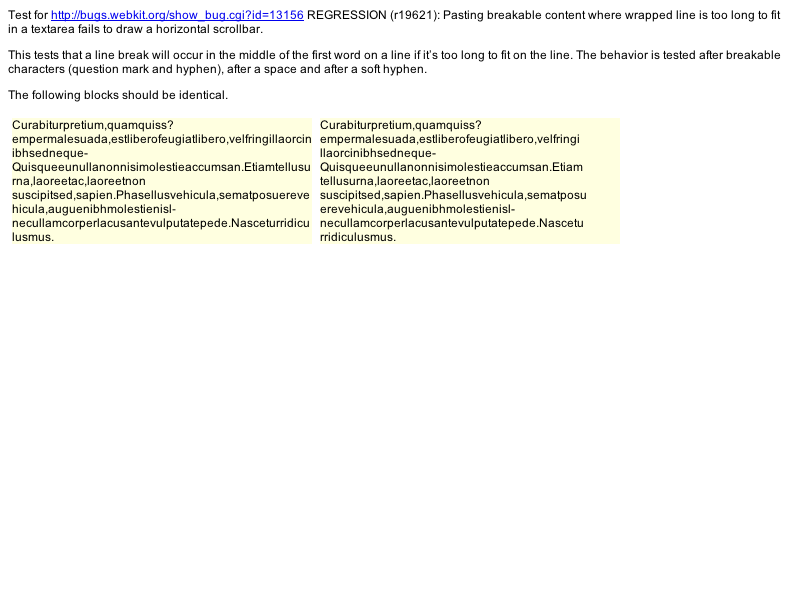 Test for http://bugs.webkit.org/show_bug.cgi?id=13156 REGRESSION (r19621): Pasting breakable content where wrapped line is too long to fit
in a textarea fails to draw a horizontal scrollbar.
This tests that a line break will occur in the middle of the first word on a line if it's too long to fit on the line. The behavior is tested after breakable
characters (question mark and hyphen), after a space and after a soft hyphen.
The following blocks should be identical.
Curabiturpretium,quamquiss?
empermalesuada,estliberofeugiatlibero,velfringillaorcin
ibhsedneque-
Quisqueeunullanonnisimolestieaccumsan.Etiamtellusu
rna,laoreetac,laoreetnon
suscipitsed,sapien.Phasellusvehicula,sematposuereve
hicula,auguenibhmolestienisl-
necullamcorperlacusantevulputatepede.Nasceturridicu
lusmus.
Curabiturpretium,quamquiss?
empermalesuada,estliberofeugiatlibero,velfringi
llaorcinibhsedneque-
Quisqueeunullanonnisimolestieaccumsan.Etiam
tellusurna,laoreetac,laoreetnon
suscipitsed,sapien.Phasellusvehicula,sematposu
erevehicula,auguenibhmolestienisl-
necullamcorperlacusantevulputatepede.Nascetu
rridiculusmus.